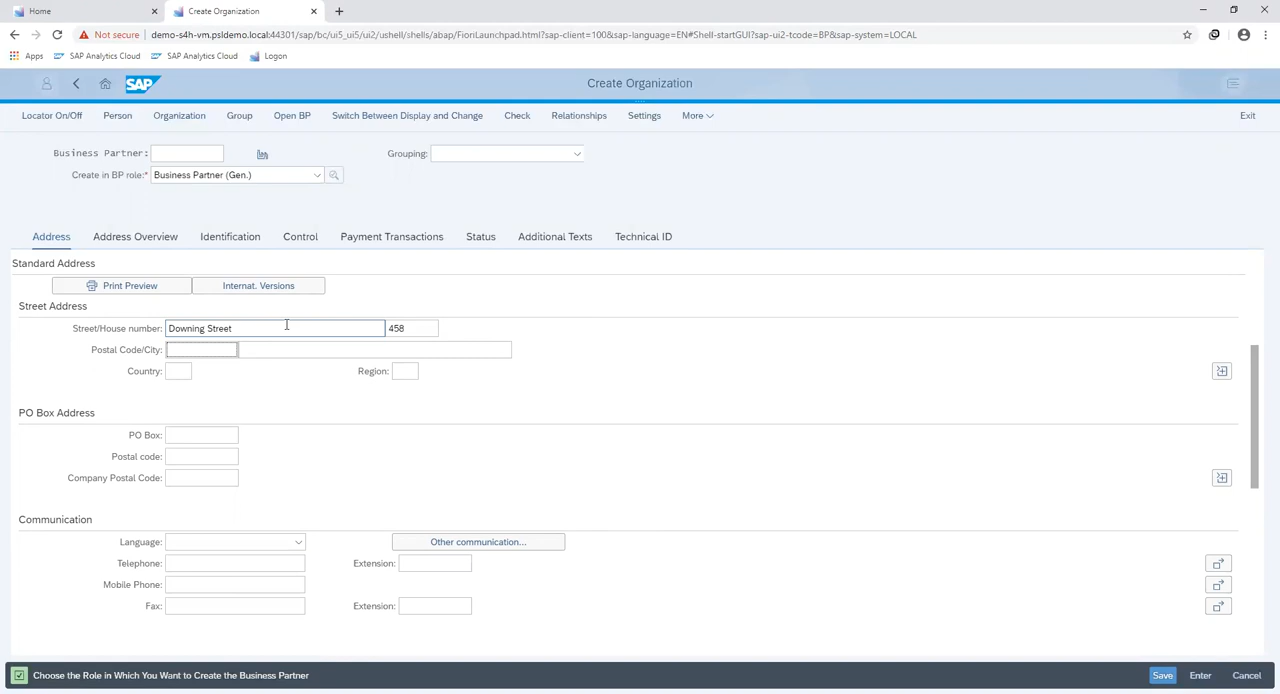 Home
Create Organization
Not secure | demo-s4h-vm.psldemo.local:44301/sap/bc/ui5_ui5/ui2/ushell/shells/abap/FioriLaunchpad.html?sap-client=100&sap-language=EN#Shell-startGUI?sap-ui2-tcode=BP&sap-system=LOCAL
Apps SAP Analytics Cloud SAP Analytics Cloud Logon
SAP Create Organization
Locator On/Off Person Organization Group Open BP Switch Between Display and Change Check Relationships Settings More Exit
Business Partner: Grouping:
Create in BP role:* Business Partner (Gen.)
Address Address Overview Identification Control Payment Transactions Status Additional Texts Technical ID
Standard Address
Print Preview Internat. Versions
Street Address
Street/House number: Downing Street 458
Postal Code/City:
Country: Region:
PO Box Address
PO Box:
Postal code:
Company Postal Code:
Communication
Language: Other communication...
Telephone: Extension:
Mobile Phone:
Fax: Extension:
Choose the Role in Which You Want to Create the Business Partner Save Enter Cancel